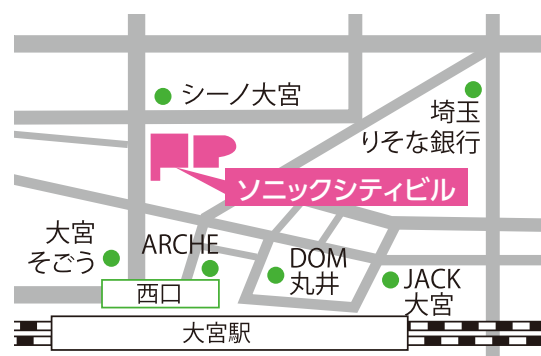 シーノ大宮
埼玉
りそな銀行
ソニックシティビル
大宮
そごう
ARCHE
DOM
丸井
JACK
大宮
西口
大宮駅